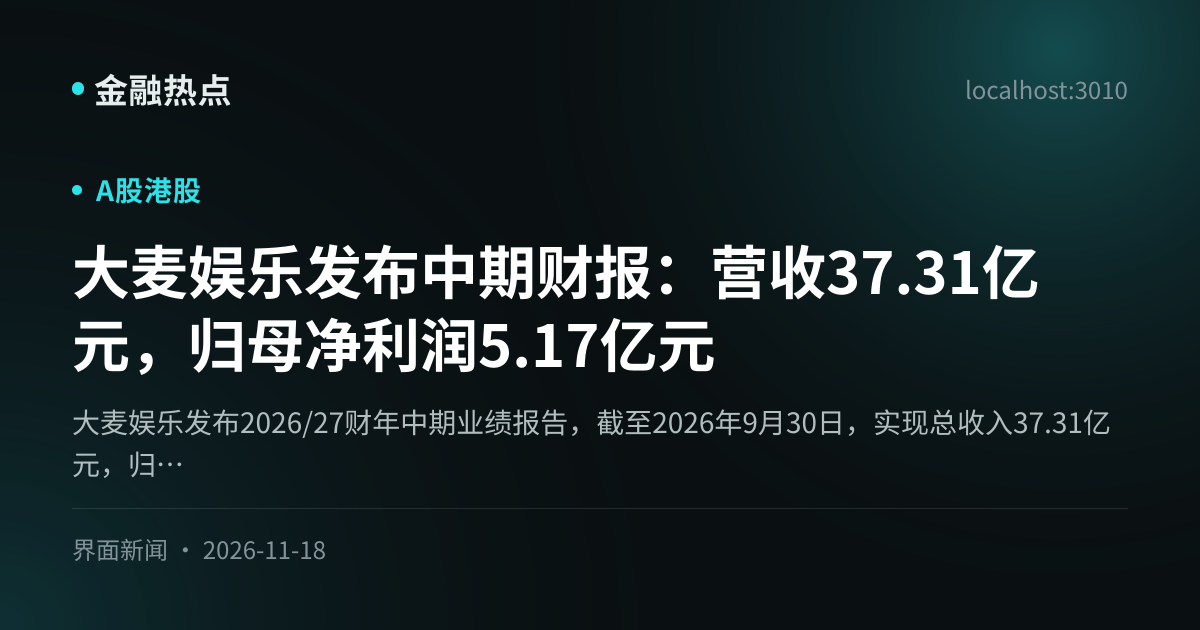 金融热点
localhost:3010
A股港股
大麦娱乐发布中期财报：营收37.31亿
元，归母净利润5.17亿元
大麦娱乐发布2026/27财年中期业绩报告，截至2026年9月30日，实现总收入37.31亿
元，归…
界面新闻 • 2026-11-18